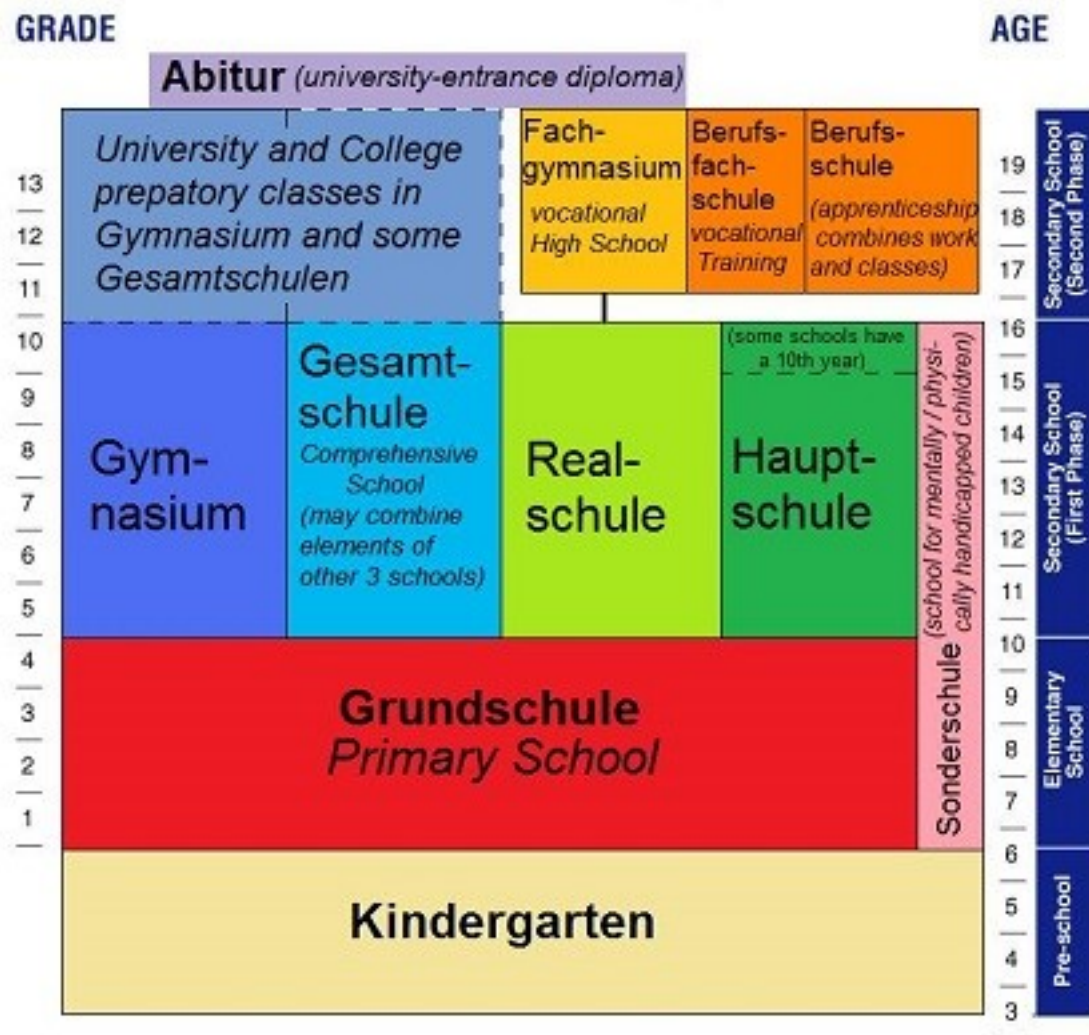 GRADE
AGE
Abitur (university-entrance diploma)
University and College
prepatory classes in
Gymnasium and some
Gesamtschulen
Fach-
gymnasium
vocational
High School
Berufs-
fach-
schule
vocational
Training
Berufs-
schule
(apprenticeship
combines work
and classes)
13
12
11
10
9
8
7
6
5
4
3
2
1
Gym-
nasium
Gesamt-
schule
Comprehensive
School
(may combine
elements of
other 3 schools)
Real-
schule
(some schools have
a 10th year)
Haupt-
schule
Sonderschule (school for mentally / physi-
cally handicapped children)
Grundschule
Primary School
Kindergarten
19
18
17
16
15
14
13
12
11
10
9
8
7
6
5
4
3
Secondary School
(Second Phase)
Secondary School
(First Phase)
Elementary
School
Pre-school